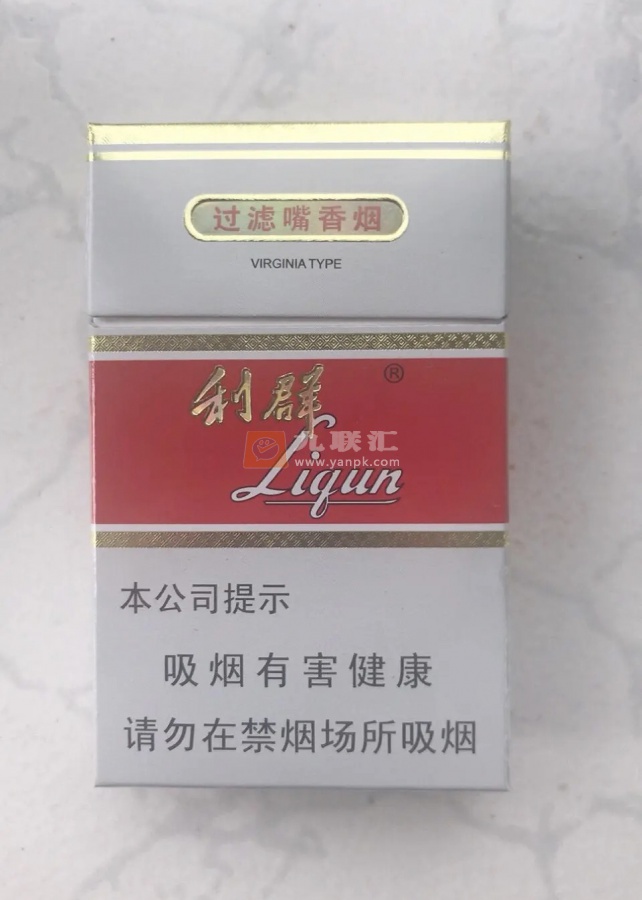 过滤嘴香烟
VIRGINIA TYPE
利群
®
Liqun
九联汇
www.yanpk.com
本公司提示
吸烟有害健康
请勿在禁烟场所吸烟